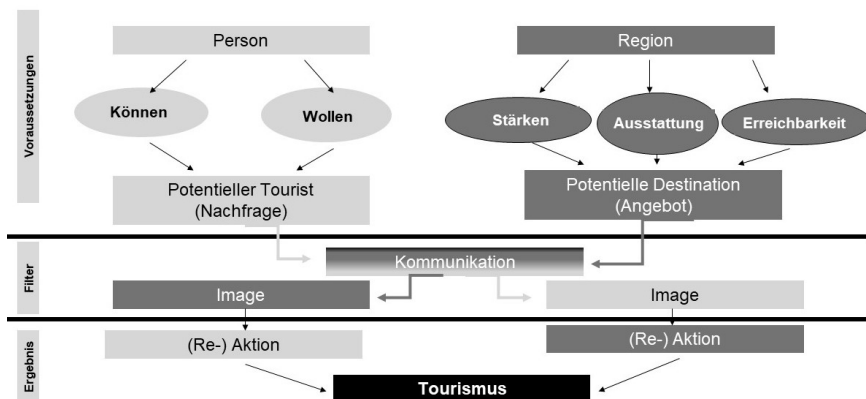 Voraussetzungen
Person
Region
Können
Wollen
Stärken
Ausstattung
Erreichbarkeit
Potentieller Tourist
(Nachfrage)
Potentielle Destination
(Angebot)
Filter
Kommunikation
Image
Image
Ergebnis
(Re-) Aktion
(Re-) Aktion
Tourismus